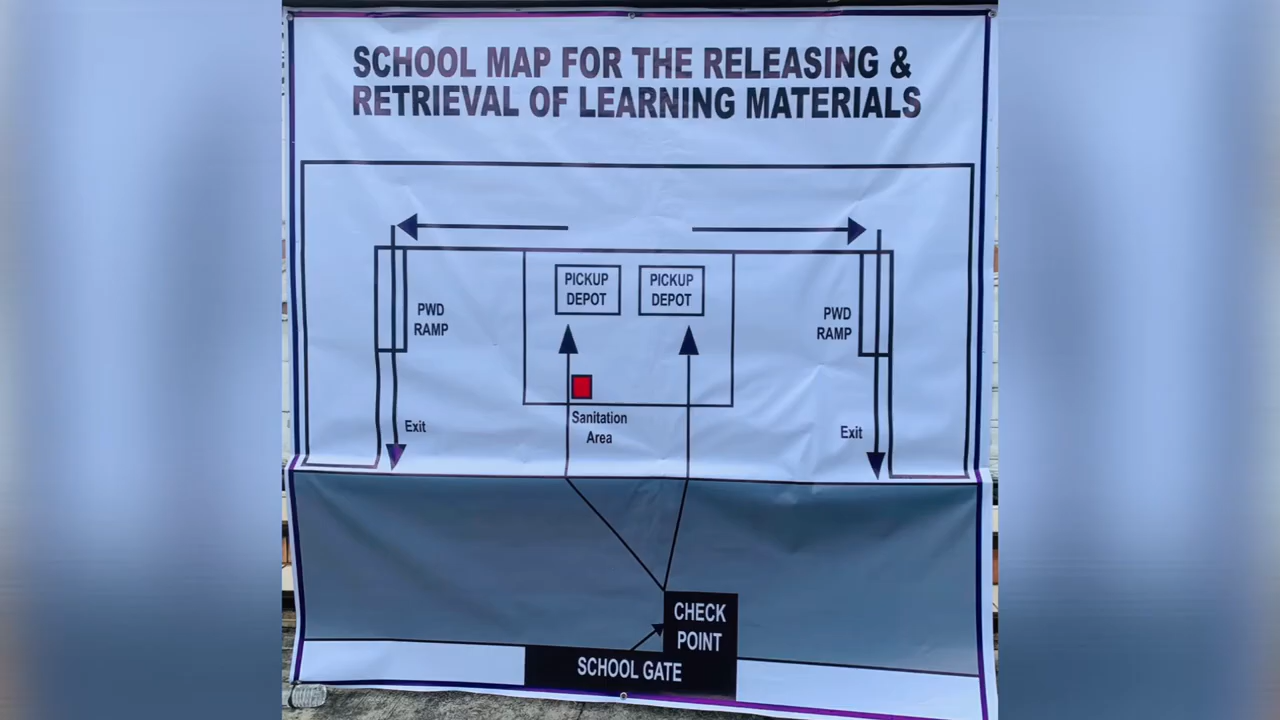 SCHOOL MAP FOR THE RELEASING &
RETRIEVAL OF LEARNING MATERIALS
PICKUP
DEPOT
PICKUP
DEPOT
PWD
RAMP
PWD
RAMP
Sanitation
Area
Exit
Exit
CHECK
POINT
SCHOOL GATE